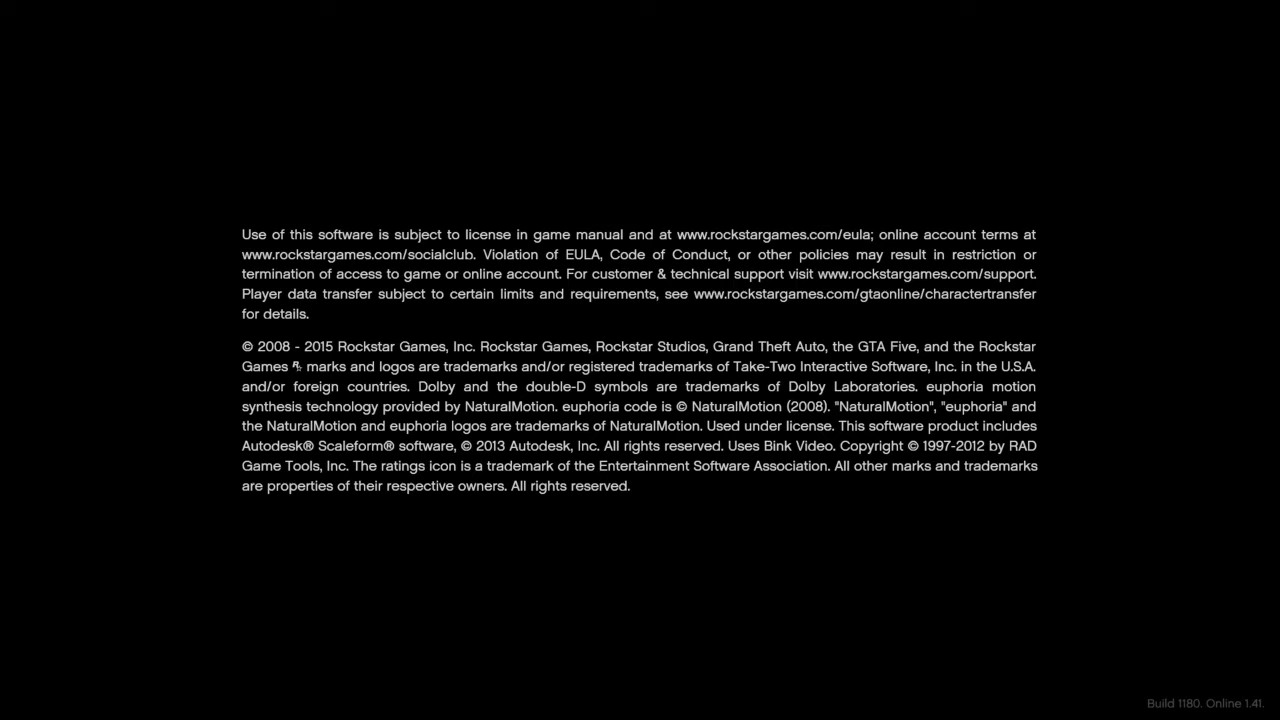 Use of this software is subject to license in game manual and at www.rockstargames.com/eula; online account terms at
www.rockstargames.com/socialclub. Violation of EULA, Code of Conduct, or other policies may result in restriction or
termination of access to game or online account. For customer & technical support visit www.rockstargames.com/support.
Player data transfer subject to certain limits and requirements, see www.rockstargames.com/gtaonline/charactertransfer
for details.
© 2008 - 2015 Rockstar Games, Inc. Rockstar Games, Rockstar Studios, Grand Theft Auto, the GTA Five, and the Rockstar
Games R* marks and logos are trademarks and/or registered trademarks of Take-Two Interactive Software, Inc. in the U.S.A.
and/or foreign countries. Dolby and the double-D symbols are trademarks of Dolby Laboratories. euphoria motion
synthesis technology provided by NaturalMotion. euphoria code is © NaturalMotion (2008). "NaturalMotion", "euphoria" and
the NaturalMotion and euphoria logos are trademarks of NaturalMotion. Used under license. This software product includes
Autodesk® Scaleform® software, © 2013 Autodesk, Inc. All rights reserved. Uses Bink Video. Copyright © 1997-2012 by RAD
Game Tools, Inc. The ratings icon is a trademark of the Entertainment Software Association. All other marks and trademarks
are properties of their respective owners. All rights reserved.
Build 1180. Online 1.41.